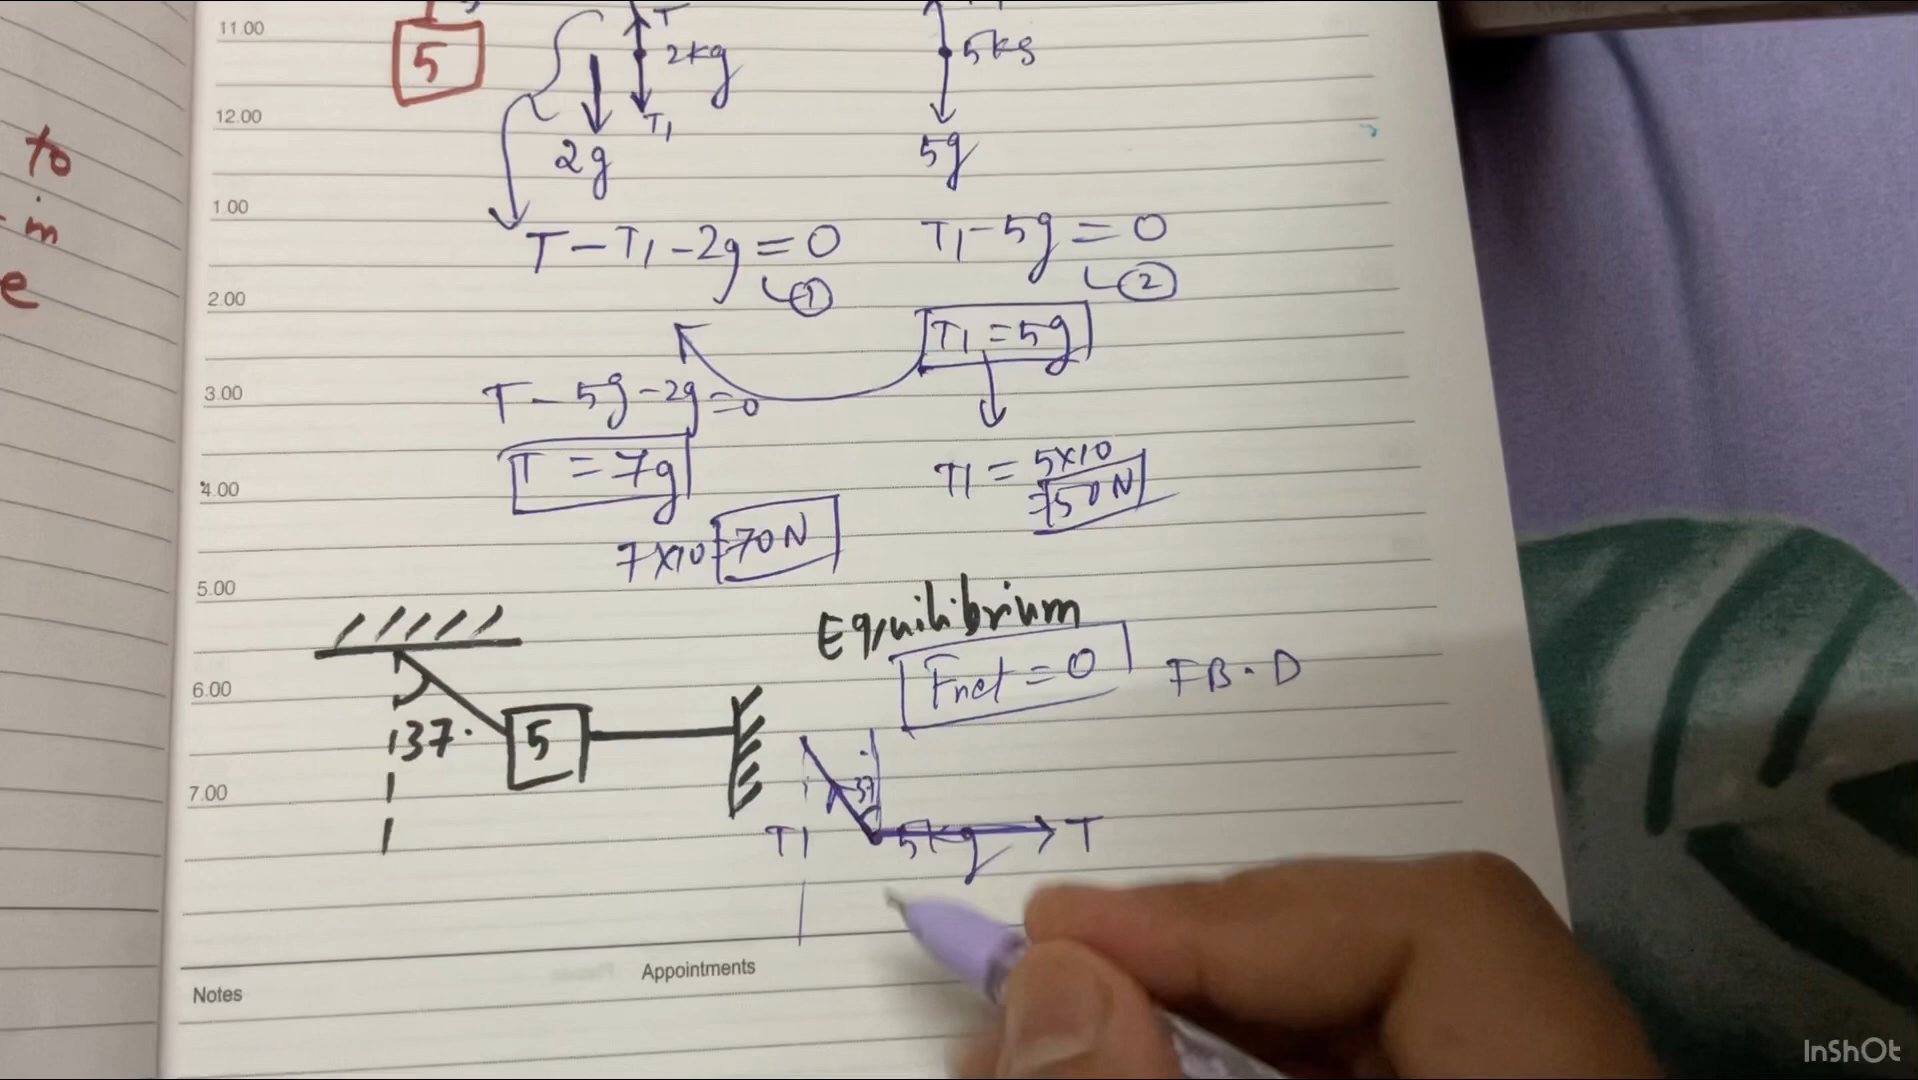 11.00
5
T
2kg
5kg
12.00
T1
to
2g
5g
1.00
in
T - T1 - 2g = 0
T1 - 5g = 0
e
1
2
2.00
T1 = 5g
3.00
T - 5g - 2g = 0
T = 7g
T1 = 5×10
4.00
= 50N
7×10 = 70N
5.00
Equilibrium
Fnet = 0
F B . D
6.00
37.
5
37
7.00
T1
5kg
T
Appointments
Notes
InShOt